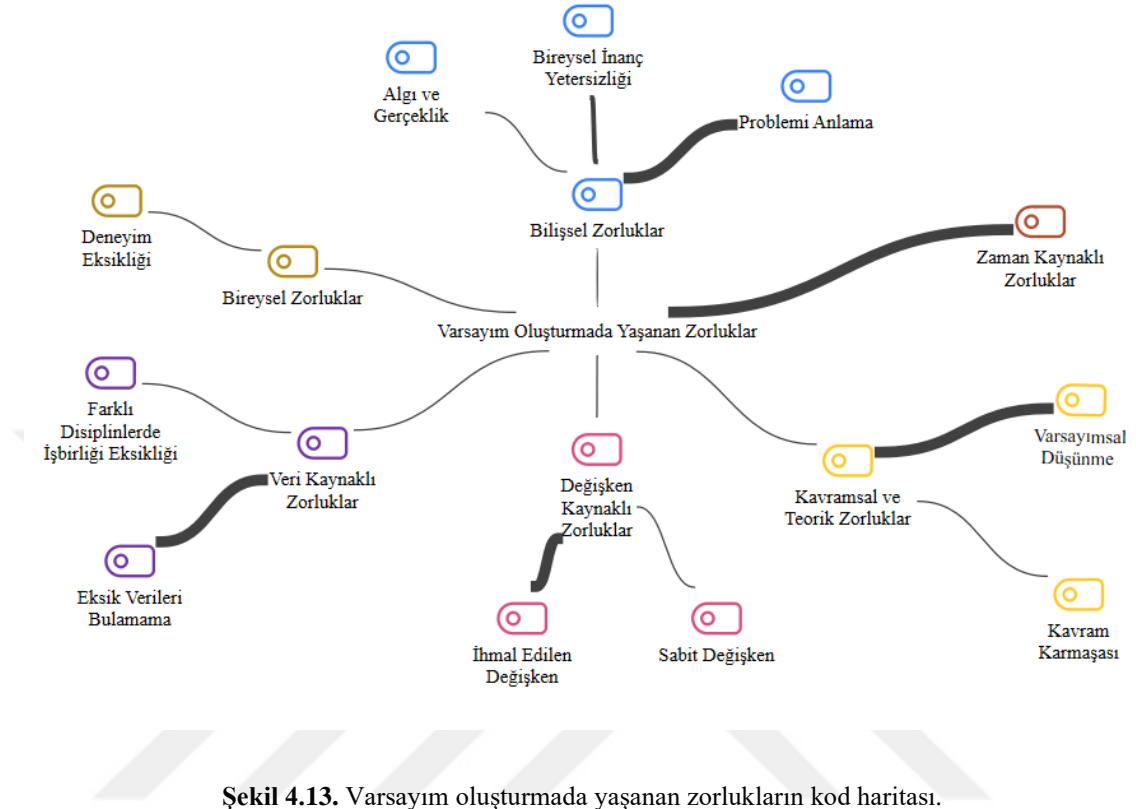 Bireysel İnanç
Yetersizliği
Algı ve
Gerçeklik
Problemi Anlama
Bilişsel Zorluklar
Deneyim
Eksikliği
Bireysel Zorluklar
Zaman Kaynaklı
Zorluklar
Varsayım Oluşturmada Yaşanan Zorluklar
Farklı
Disiplinlerde
İşbirliği Eksikliği
Veri Kaynaklı
Zorluklar
Değişken
Kaynaklı
Zorluklar
Kavramsal ve
Teorik Zorluklar
Varsayımsal
Düşünme
Eksik Verileri
Bulamama
İhmal Edilen
Değişken
Sabit Değişken
Kavram
Karmaşası
Şekil 4.13. Varsayım oluşturmada yaşanan zorlukların kod haritası.